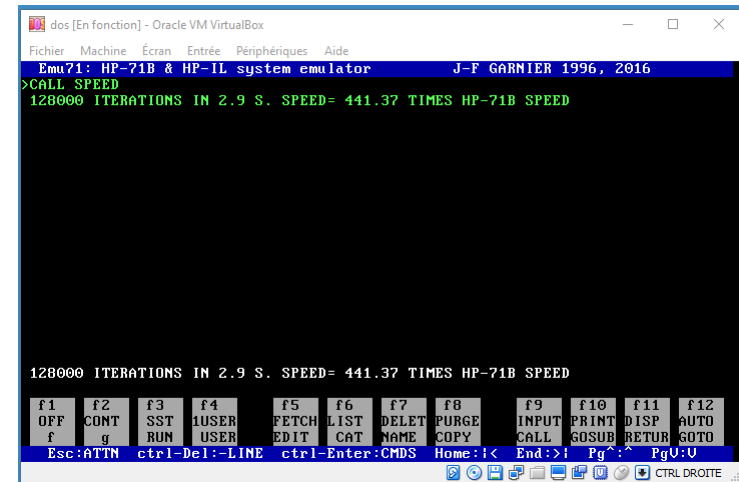 dos [En fonction] - Oracle VM VirtualBox
Fichier Machine Écran Entrée Périphériques Aide
Emu71: HP-71B & HP-IL system emulator J-F GARNIER 1996, 2016
>CALL SPEED
128000 ITERATIONS IN 2.9 S. SPEED= 441.37 TIMES HP-71B SPEED
128000 ITERATIONS IN 2.9 S. SPEED= 441.37 TIMES HP-71B SPEED
f1 f2 f3 f4 f5 f6 f7 f8 f9 f10 f11 f12
OFF CONT SST 1USER FETCH LIST DELET PURGE INPUT PRINT DISP AUTO
f g RUN USER EDIT CAT NAME COPY CALL GOSUB RETUR GOTO
Esc:ATTN ctrl-Del:-LINE ctrl-Enter:CMDS Home:|< End:>| Pg^:^ PgV:V
CTRL DROITE